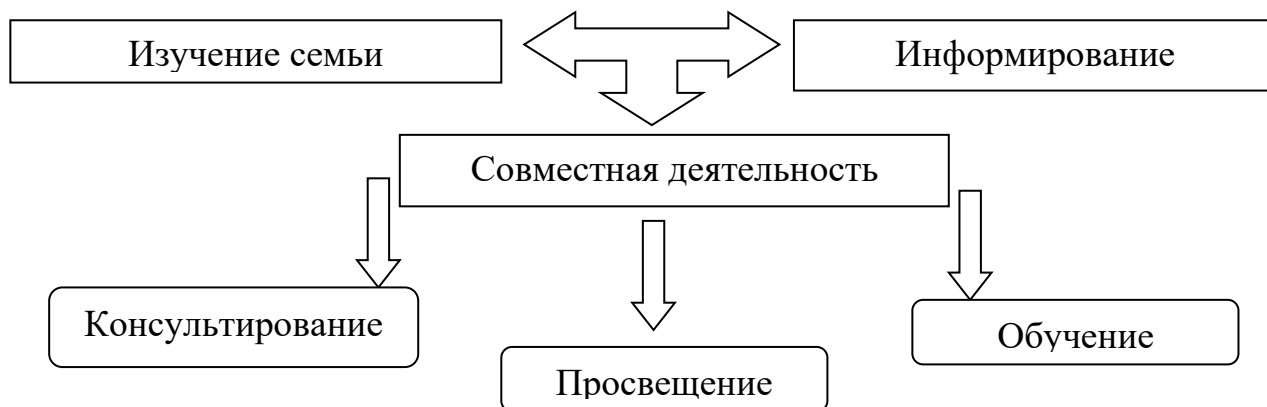 Изучение семьи
Информирование
Совместная деятельность
Консультирование
Обучение
Просвещение